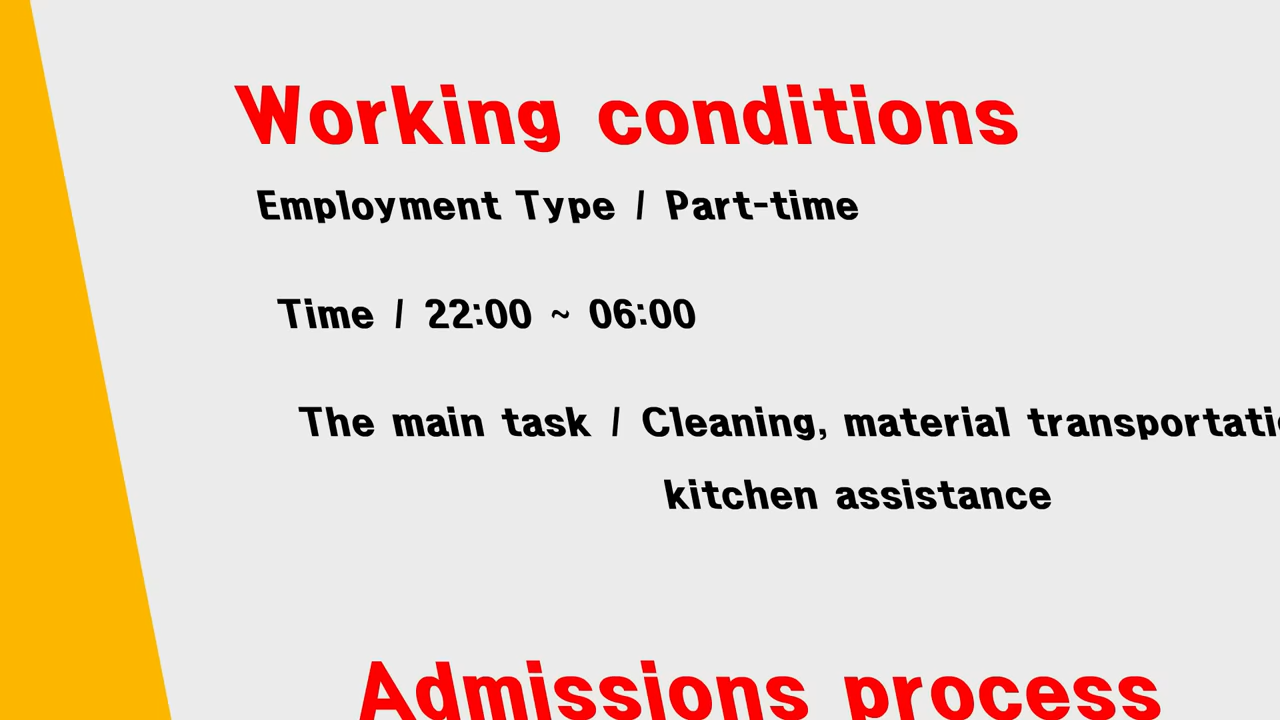 Working conditions
Employment Type / Part-time
Time / 22:00 ~ 06:00
The main task / Cleaning, material
kitchen assistance
Admissions process